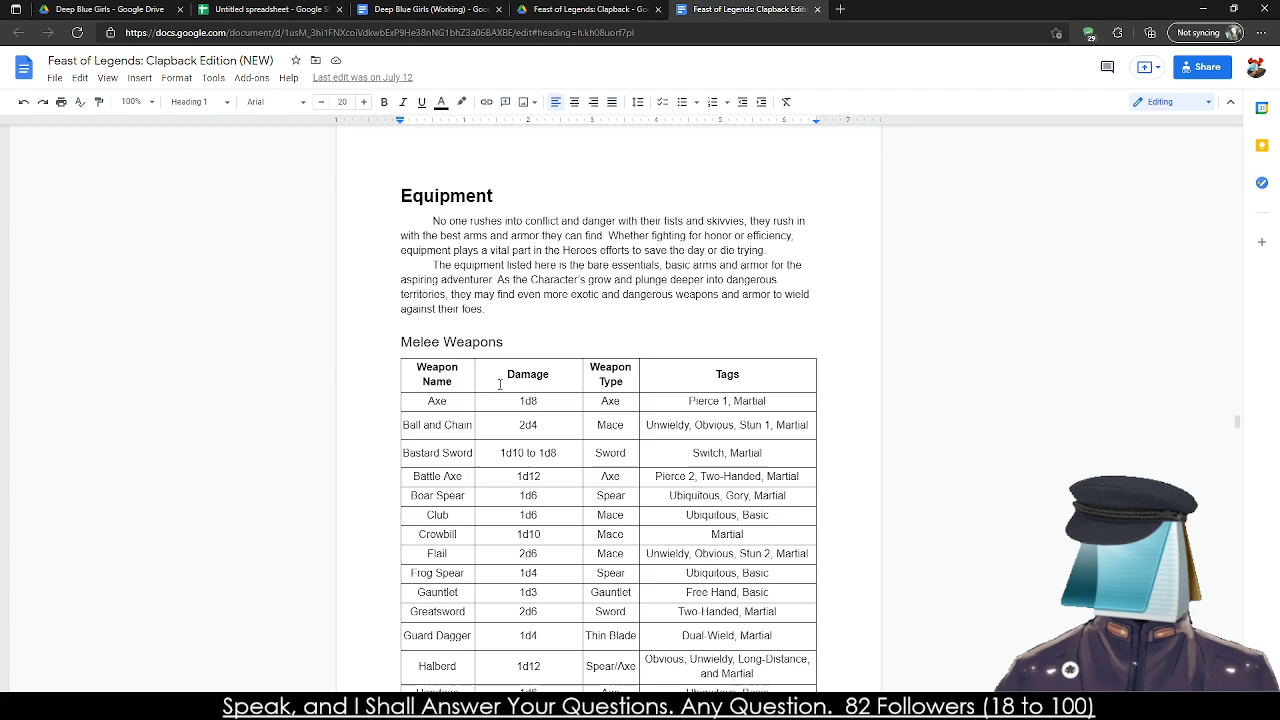 Deep Blue Girls - Google Drive
Untitled spreadsheet - Google S
Deep Blue Girls (Working) - Goo
Feast of Legends: Clapback - Go
Feast of Legends: Clapback Editi
Not syncing
File Edit View Insert Format Tools Add-ons Help Last edit was on July 12
Feast of Legends: Clapback Edition (NEW)
Share
100% Heading 1 Arial 20
Editing
1 1 2 3 4 5 6 7
Equipment
No one rushes into conflict and danger with their fists and skivvies, they rush in
with the best arms and armor they can find. Whether fighting for honor or efficiency,
equipment plays a vital part in the Heroes efforts to save the day or die trying.
The equipment listed here is the bare essentials, basic arms and armor for the
aspiring adventurer. As the Character's grow and plunge deeper into dangerous
territories, they may find even more exotic and dangerous weapons and armor to wield
against their foes.
Melee Weapons
Weapon Name Damage Weapon Type Tags
Axe 1d8 Axe Pierce 1, Martial
Ball and Chain 2d4 Mace Unwieldy, Obvious, Stun 1, Martial
Bastard Sword 1d10 to 1d8 Sword Switch, Martial
Battle Axe 1d12 Axe Pierce 2, Two-Handed, Martial
Boar Spear 1d6 Spear Ubiquitous, Gory, Martial
Club 1d6 Mace Ubiquitous, Basic
Crowbill 1d10 Mace Martial
Flail 2d6 Mace Unwieldy, Obvious, Stun 2, Martial
Frog Spear 1d4 Spear Ubiquitous, Basic
Gauntlet 1d3 Gauntlet Free Hand, Basic
Greatsword 2d6 Sword Two-Handed, Martial
Guard Dagger 1d4 Thin Blade Dual-Wield, Martial
Halberd 1d12 Spear/Axe Obvious, Unwieldy, Long-Distance,
and Martial
Speak, and I Shall Answer Your Questions. Any Question. 82 Followers (18 to 100)